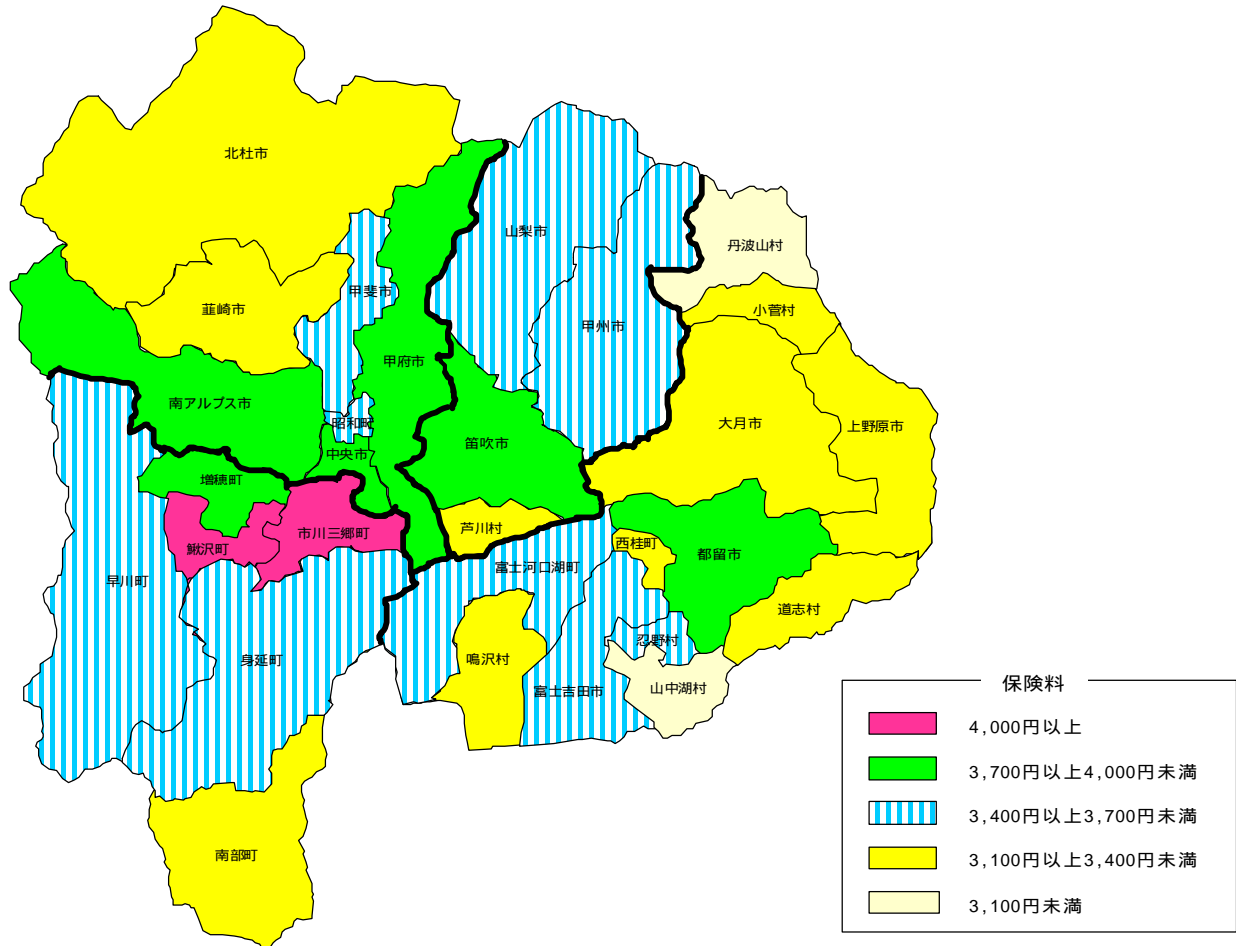 北杜市
山梨市
丹波山村
甲斐市
小菅村
韮崎市
甲州市
甲府市
南アルプス市
昭和町
大月市
上野原市
笛吹市
中央市
増穂町
芦川村
市川三郷町
西桂町
鰍沢町
都留市
富士河口湖町
早川町
道志村
忍野村
身延町
鳴沢村
富士吉田市
山中湖村
南部町
保険料
4,000円以上
3,700円以上4,000円未満
3,400円以上3,700円未満
3,100円以上3,400円未満
3,100円未満